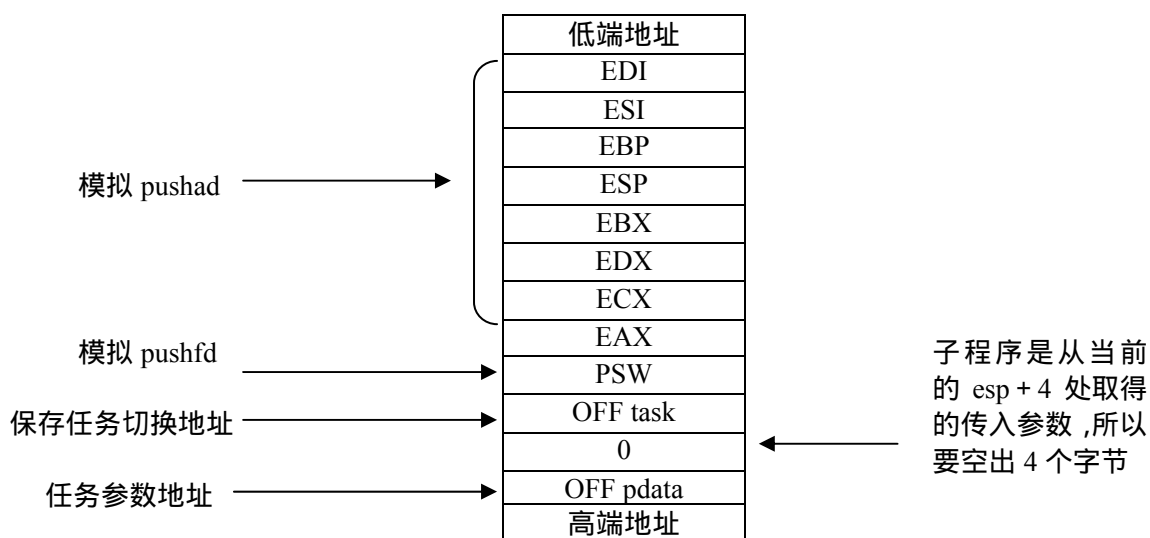 低端地址
EDI
ESI
EBP
模拟 pushad
ESP
EBX
EDX
ECX
EAX
模拟 pushfd
PSW
保存任务切换地址
OFF task
0
任务参数地址
OFF pdata
高端地址
子程序是从当前
的 esp + 4 处取得
的传入参数 ,所以
要空出 4 个字节